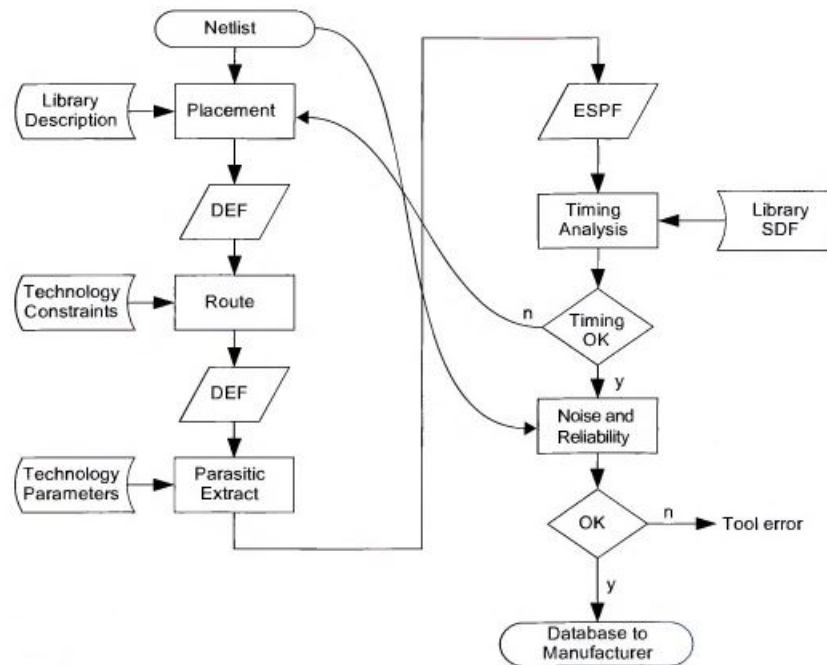 Netlist
Library
Description
Placement
DEF
Technology
Constraints
Route
DEF
Technology
Parameters
Parasitic
Extract
ESPF
Timing
Analysis
Library
SDF
n
Timing
OK
y
Noise and
Reliability
OK
n
Tool error
y
Database to
Manufacturer